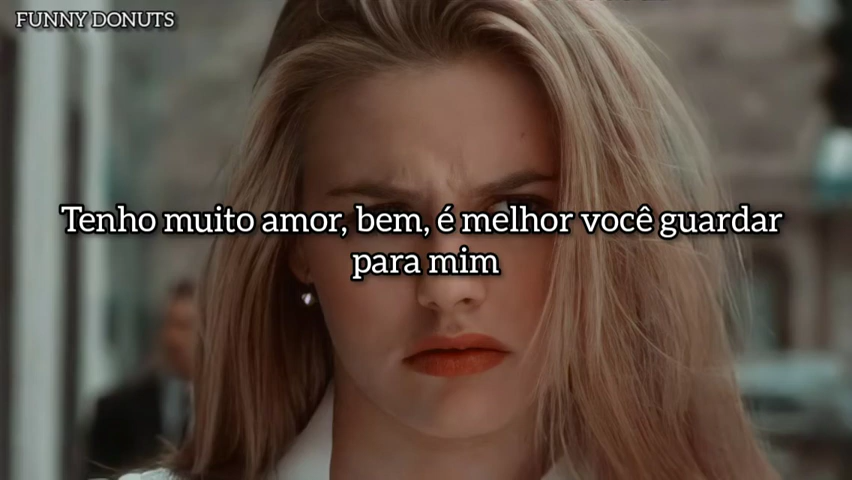 FUNNY DONUTS
Tenho muito amor, bem, é melhor você guardar
para mim